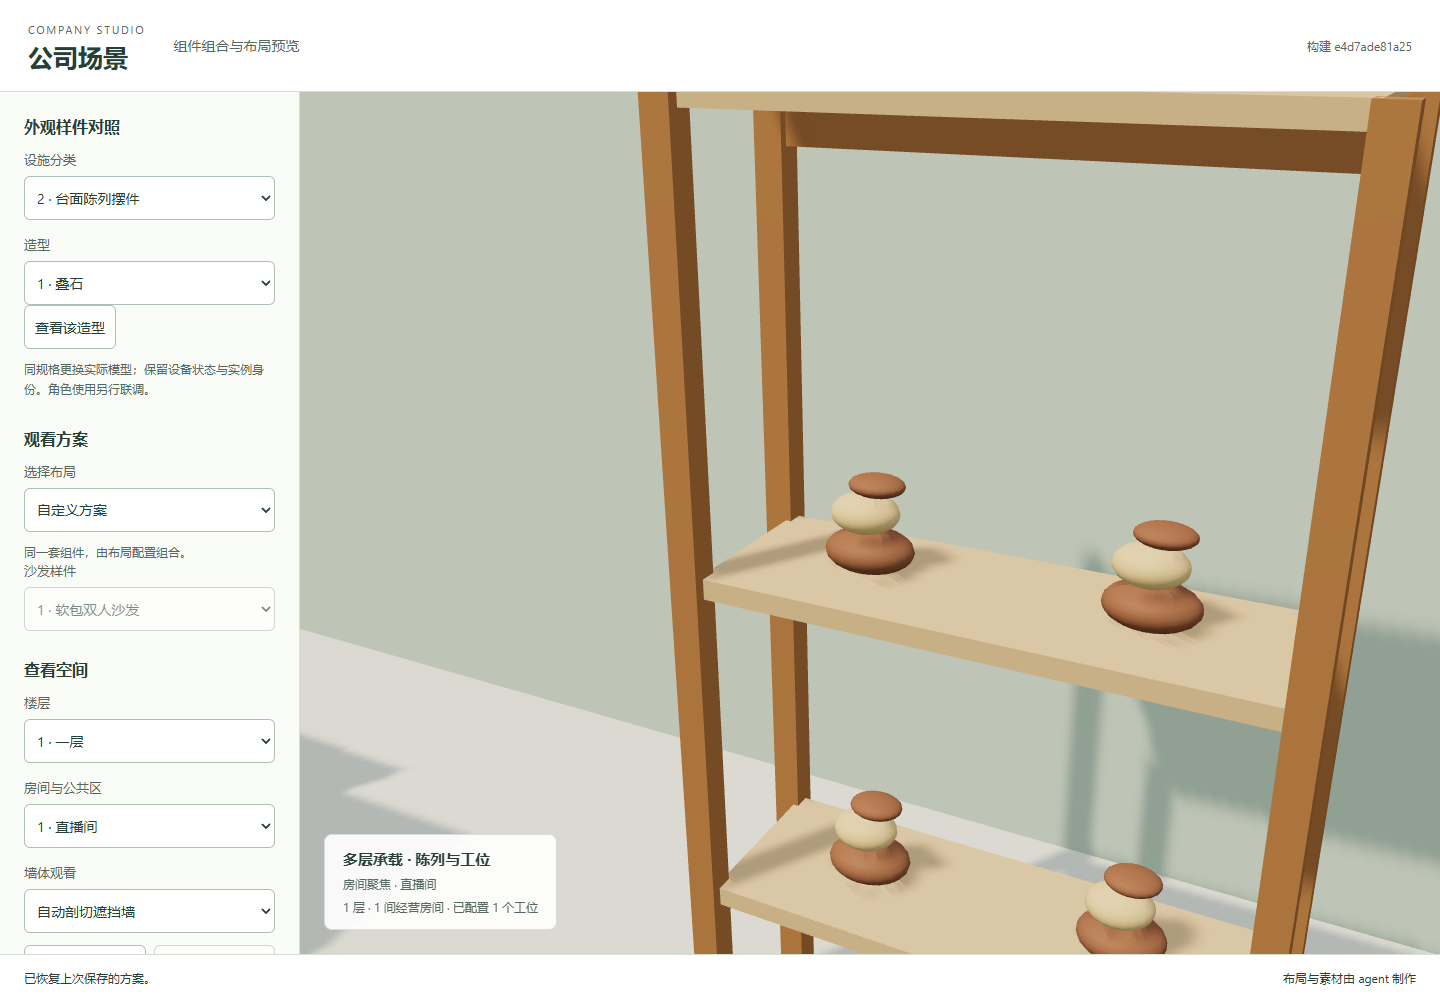 COMPANY STUDIO
公司场景
组件组合与布局预览
构建 e4d7ade81a25
外观样件对照
设施分类
2 · 台面陈列摆件
造型
1 · 叠石
查看该造型
同规格更换实际模型；保留设备状态与实例身
份。角色使用另行联调。
观看方案
选择布局
自定义方案
同一套组件，由布局配置组合。
沙发样件
1 · 软包双人沙发
查看空间
楼层
1 · 一层
房间与公共区
1 · 直播间
墙体观看
自动剖切遮挡墙
多层承载 · 陈列与工位
房间聚焦 · 直播间
1 层 · 1 间经营房间 · 已配置 1 个工位
已恢复上次保存的方案。
布局与素材由 agent 制作